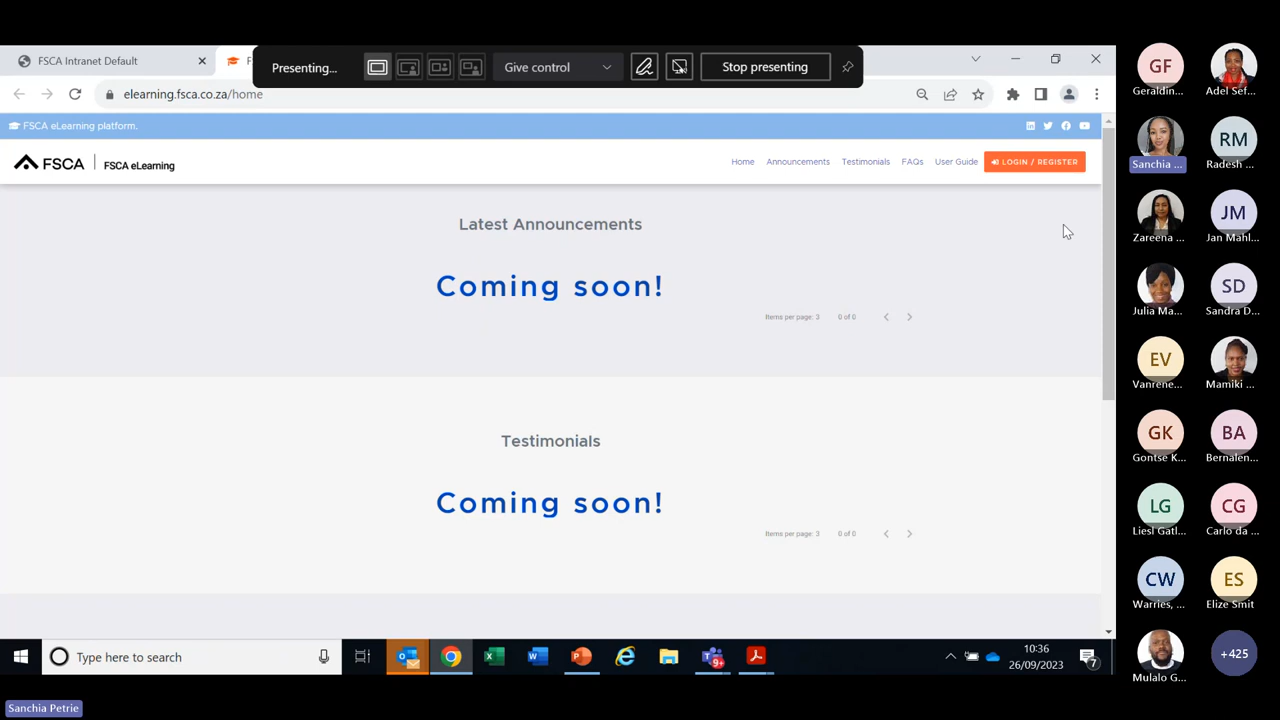 FSCA Intranet Default
F
Presenting...
Give control
Stop presenting
elearning.fsca.co.za/home
FSCA eLearning platform.
FSCA
FSCA eLearning
Home
Announcements
Testimonials
FAQs
User Guide
LOGIN / REGISTER
Latest Announcements
Coming soon!
Items per page: 3
0 of 0
Testimonials
Coming soon!
Items per page: 3
0 of 0
Type here to search
9+
10:36
26/09/2023
7
GF
Geraldin...
Adel Sef...
Sanchia ...
RM
Radesh ...
Zareena ...
JM
Jan Mahl...
Julia Ma...
SD
Sandra D...
EV
Vanrene...
Mamiki ...
GK
Gontse K...
BA
Bernalen...
LG
Liesl Gatl...
CG
Carlo da ...
CW
Warries, ...
ES
Elize Smit
Mulalo G...
+425
Sanchia Petrie